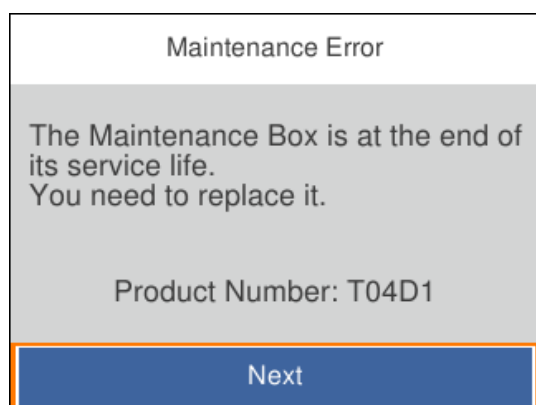 Maintenance Error
The Maintenance Box is at the end of
its service life.
You need to replace it.
Product Number: T04D1
Next